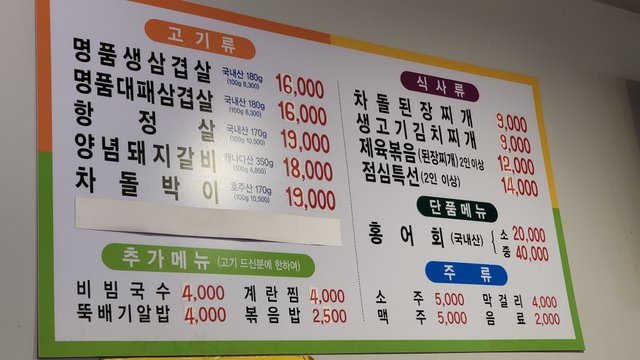 고기류
명품생삼겹살 국내산 180g (100g 8,300) 16,000
명품대패삼겹살 국내산 180g (100g 8,300) 16,000
항정살 국내산 170g (100g 10,500) 19,000
양념돼지갈비 캐나다산 350g (100g 4,850) 18,000
차돌박이 호주산 170g (100g 10,500) 19,000
추가메뉴 (고기 드신분에 한하여)
비빔국수 4,000 계란찜 4,000
뚝배기알밥 4,000 볶음밥 2,500
식사류
차돌된장찌개 9,000
생고기김치찌개 9,000
제육볶음(된장찌개) 2인이상 12,000
점심특선(2인 이상) 14,000
단품메뉴
홍어회 (국내산) { 소 20,000
중 40,000
주류
소주 5,000 막걸리 4,000
맥주 5,000 음료 2,000